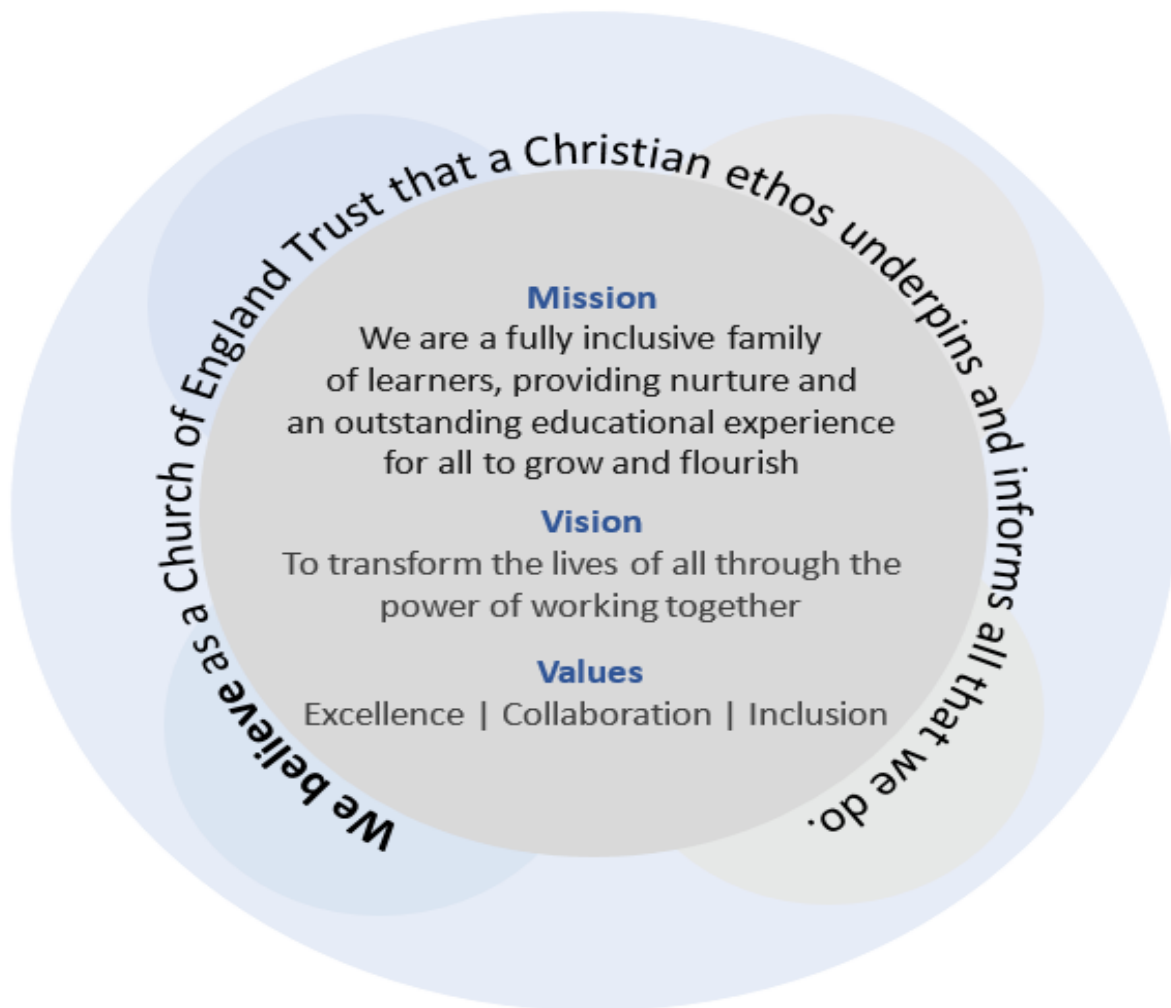 We believe as a Church of England Trust that a Christian ethos underpins and informs all that we do.
Mission
We are a fully inclusive family
of learners, providing nurture and
an outstanding educational experience
for all to grow and flourish
Vision
To transform the lives of all through the
power of working together
Values
Excellence | Collaboration | Inclusion